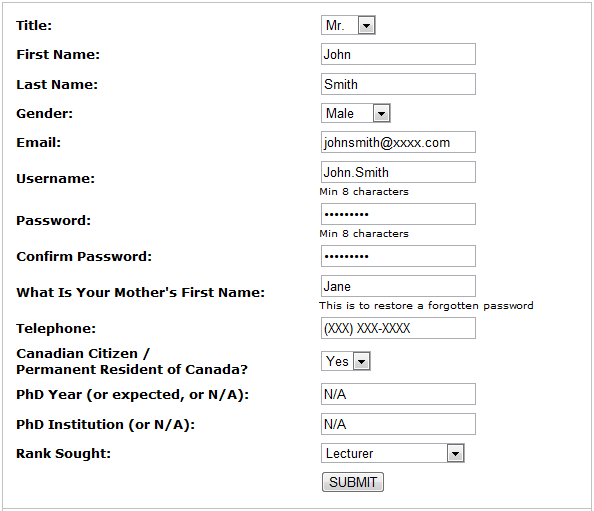 Title: Mr.
First Name: John
Last Name: Smith
Gender: Male
Email: johnsmith@xxxx.com
Username: John.Smith
Min 8 characters
Password: •••••••••
Min 8 characters
Confirm Password: •••••••••
What Is Your Mother's First Name: Jane
This is to restore a forgotten password
Telephone: (XXX) XXX-XXXX
Canadian Citizen /
Permanent Resident of Canada? Yes
PhD Year (or expected, or N/A): N/A
PhD Institution (or N/A): N/A
Rank Sought: Lecturer
SUBMIT